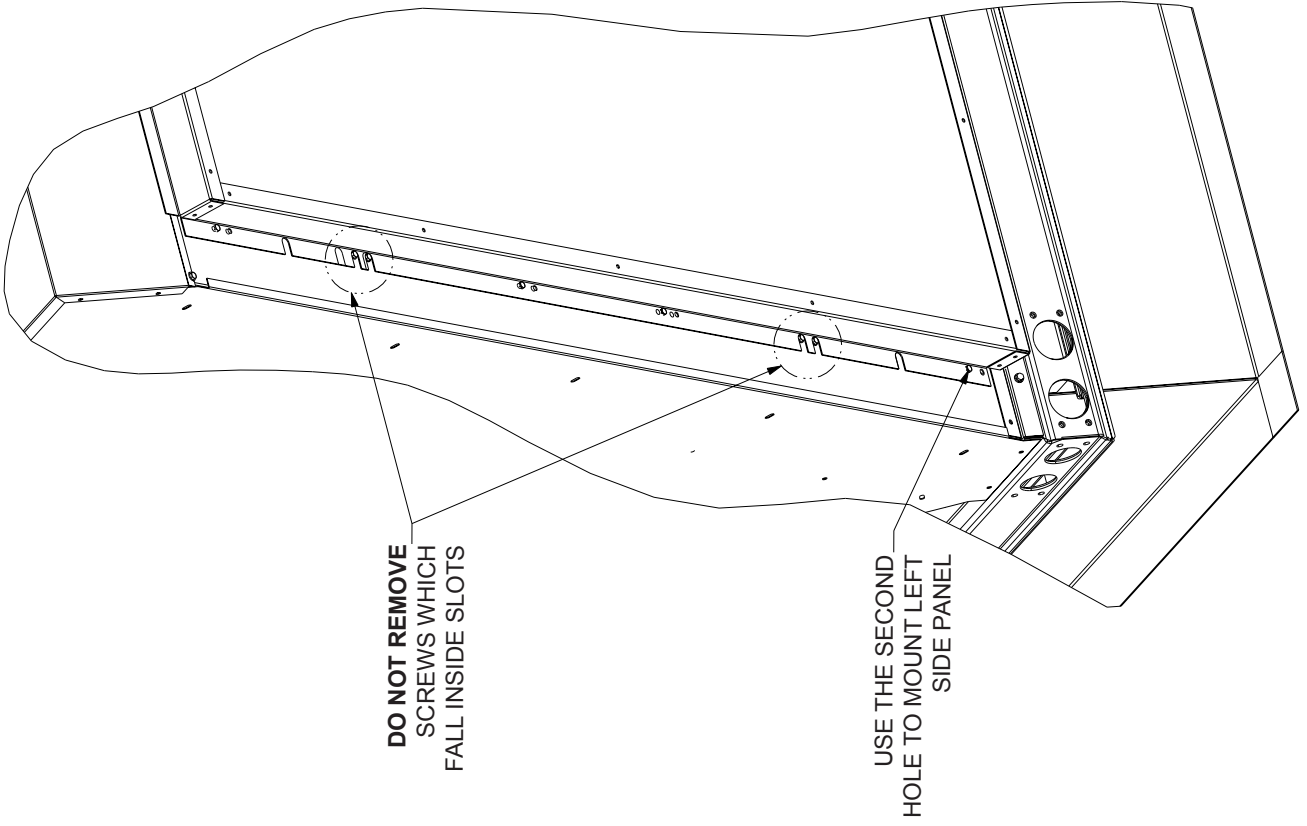 DO NOT REMOVE
SCREWS WHICH
FALL INSIDE SLOTS
USE THE SECOND
HOLE TO MOUNT LEFT
SIDE PANEL